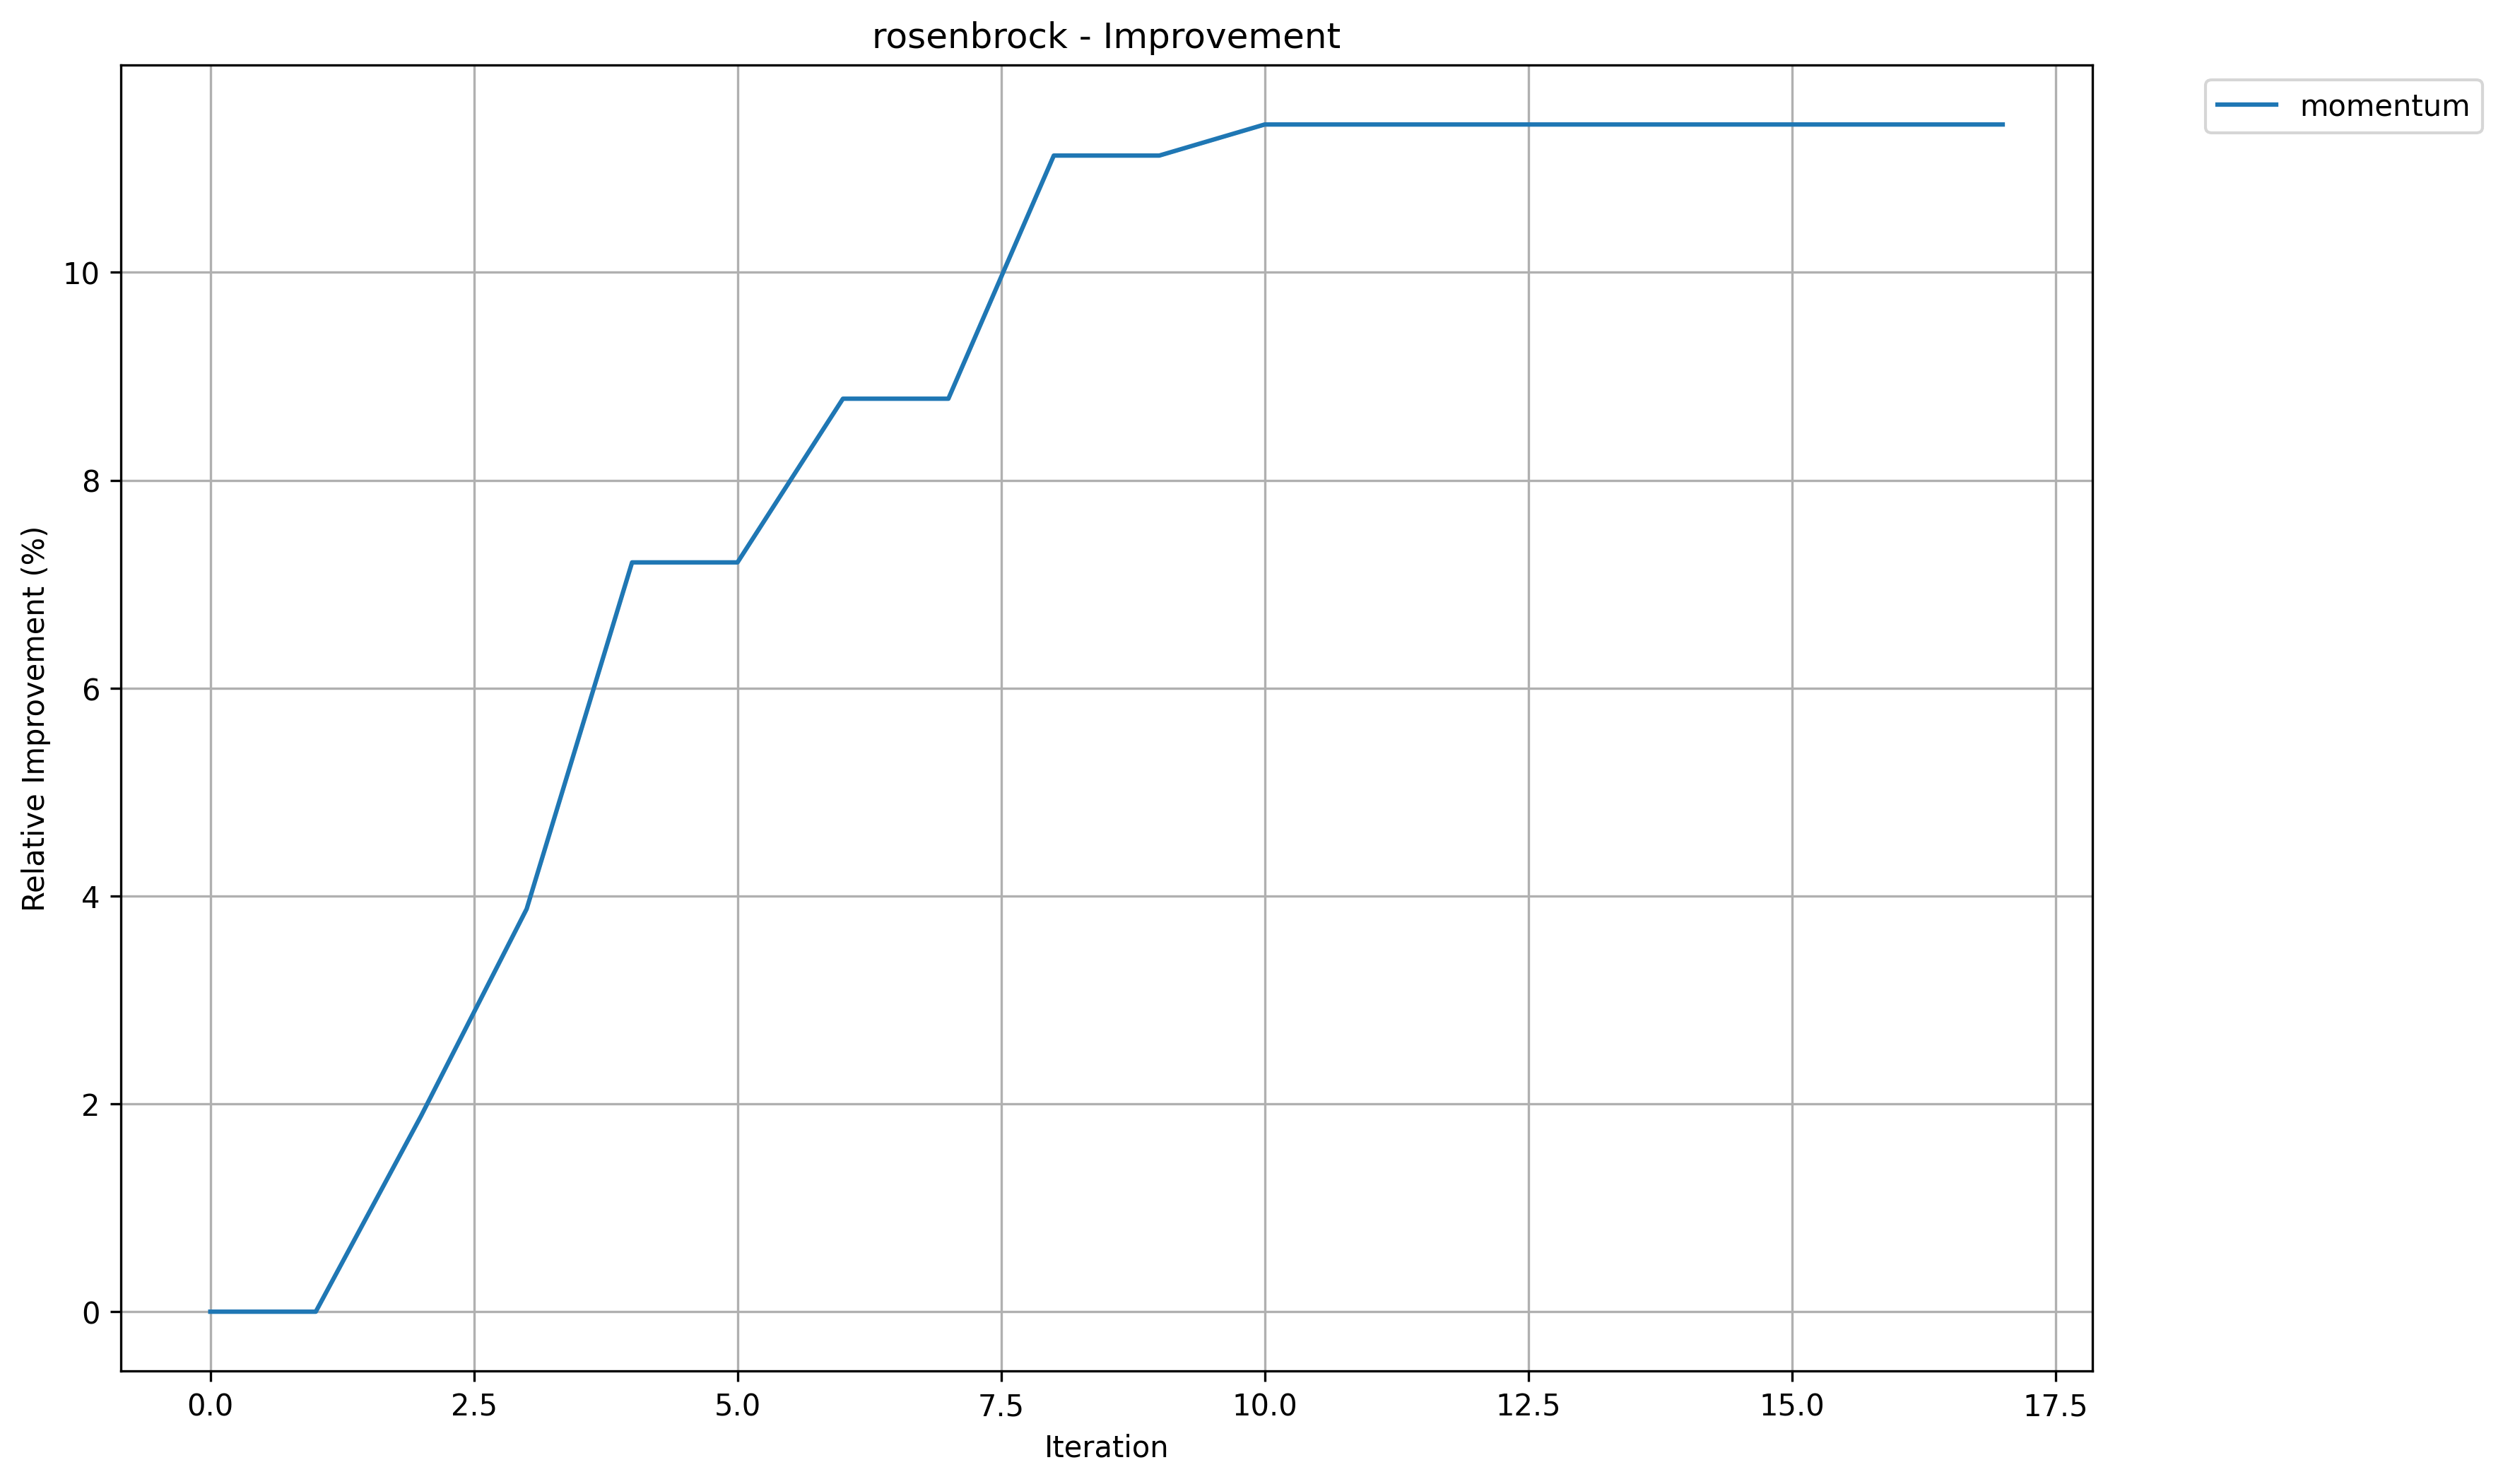 rosenbrock - Improvement
momentum
Relative Improvement (%)
10
8
6
4
2
0
0.0 2.5 5.0 7.5 10.0 12.5 15.0 17.5
Iteration